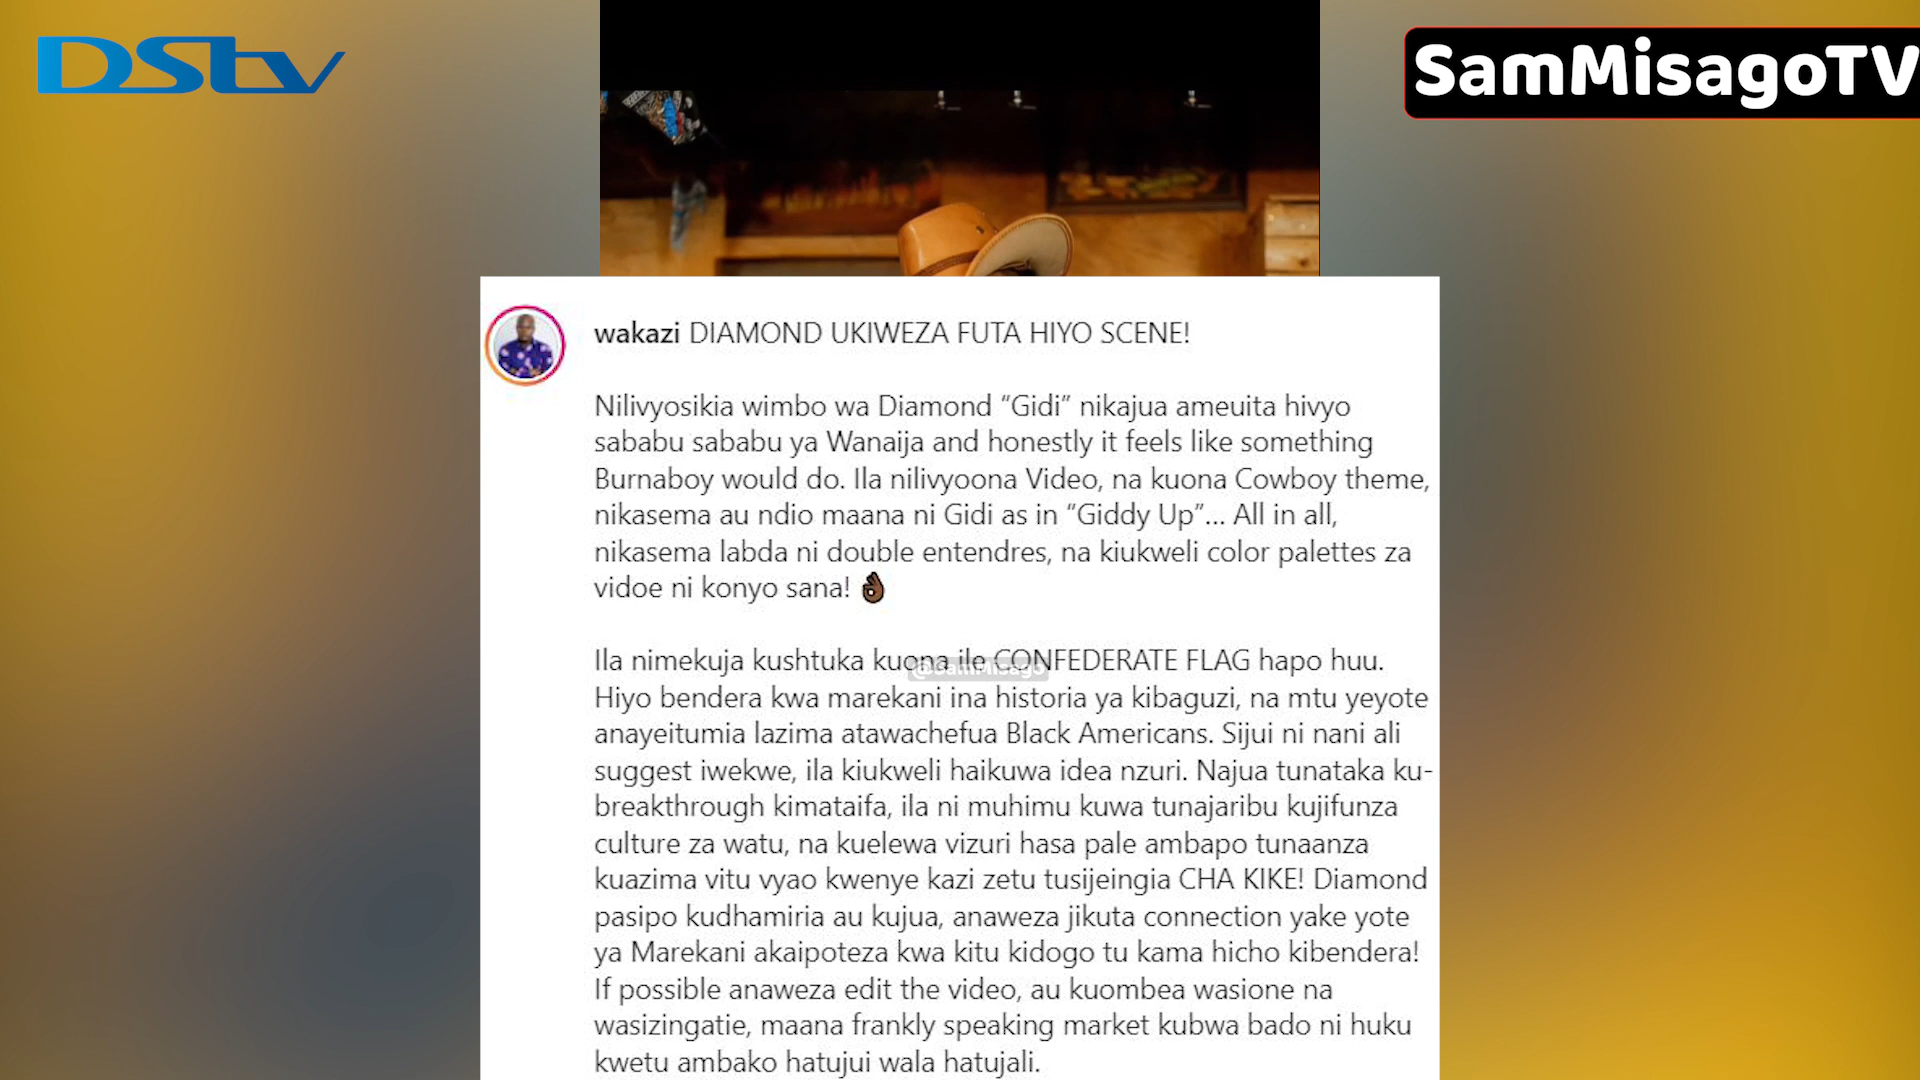 DStv
SamMisagoTV
wakazi DIAMOND UKIWEZA FUTA HIYO SCENE!
Nilivyosikia wimbo wa Diamond “Gidi” nikajua ameuita hivyo
sababu sababu ya Wanaija and honestly it feels like something
Burnaboy would do. Ila nilivyoona Video, na kuona Cowboy theme,
nikasema au ndio maana ni Gidi as in “Giddy Up”... All in all,
nikasema labda ni double entendres, na kiukweli color palettes za
vidoe ni konyo sana! 👌🏿
Ila nimekuja kushtuka kuona ile CONFEDERATE FLAG hapo huu.
@SamMisago
Hiyo bendera kwa marekani ina historia ya kibaguzi, na mtu yeyote
anayeitumia lazima atawachefua Black Americans. Sijui ni nani ali
suggest iwekwe, ila kiukweli haikuwa idea nzuri. Najua tunataka ku-
breakthrough kimataifa, ila ni muhimu kuwa tunajaribu kujifunza
culture za watu, na kuelewa vizuri hasa pale ambapo tunaanza
kuazima vitu vyao kwenye kazi zetu tusijeingia CHA KIKE! Diamond
pasipo kudhamiria au kujua, anaweza jikuta connection yake yote
ya Marekani akaipoteza kwa kitu kidogo tu kama hicho kibendera!
If possible anaweza edit the video, au kuombea wasione na
wasizingatie, maana frankly speaking market kubwa bado ni huku
kwetu ambako hatujui wala hatujali.